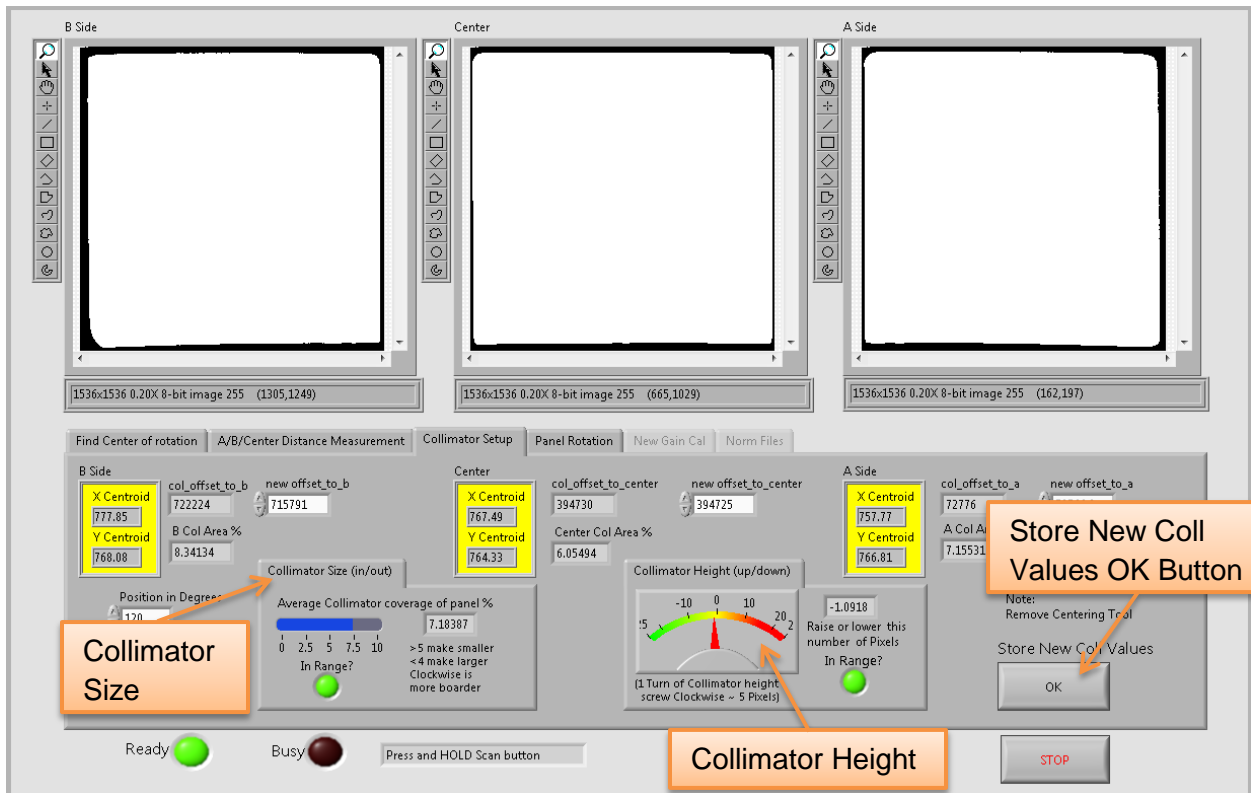 B Side
Center
A Side
1536x1536 0.20X 8-bit image 255 (1305,1249)
1536x1536 0.20X 8-bit image 255 (665,1029)
1536x1536 0.20X 8-bit image 255 (162,197)
Find Center of rotation
A/B/Center Distance Measurement
Collimator Setup
Panel Rotation
New Gain Cal
Norm Files
B Side
X Centroid
777.85
Y Centroid
768.08
col_offset_to_b
722224
new offset_to_b
715791
B Col Area %
8.34134
Center
X Centroid
767.49
Y Centroid
764.33
col_offset_to_center
394730
new offset_to_center
394725
Center Col Area %
6.05494
A Side
X Centroid
757.77
Y Centroid
766.81
col_offset_to_a
72776
new offset_to_a
A Col
7.15531
Position in Degrees
120
Collimator Size (in/out)
Average Collimator coverage of panel %
7.18387
0 2.5 5 7.5 10
In Range?
>5 make smaller
<4 make larger
Clockwise is
more boarder
Collimator Height (up/down)
-10 0 10 20
-1.0918
Raise or lower this
number of Pixels
In Range?
(1 Turn of Collimator height
screw Clockwise ~ 5 Pixels)
Note:
Remove Centering Tool
Store New Coll Values
OK
Store New Coll
Values OK Button
Collimator
Size
Collimator Height
Ready
Busy
Press and HOLD Scan button
STOP